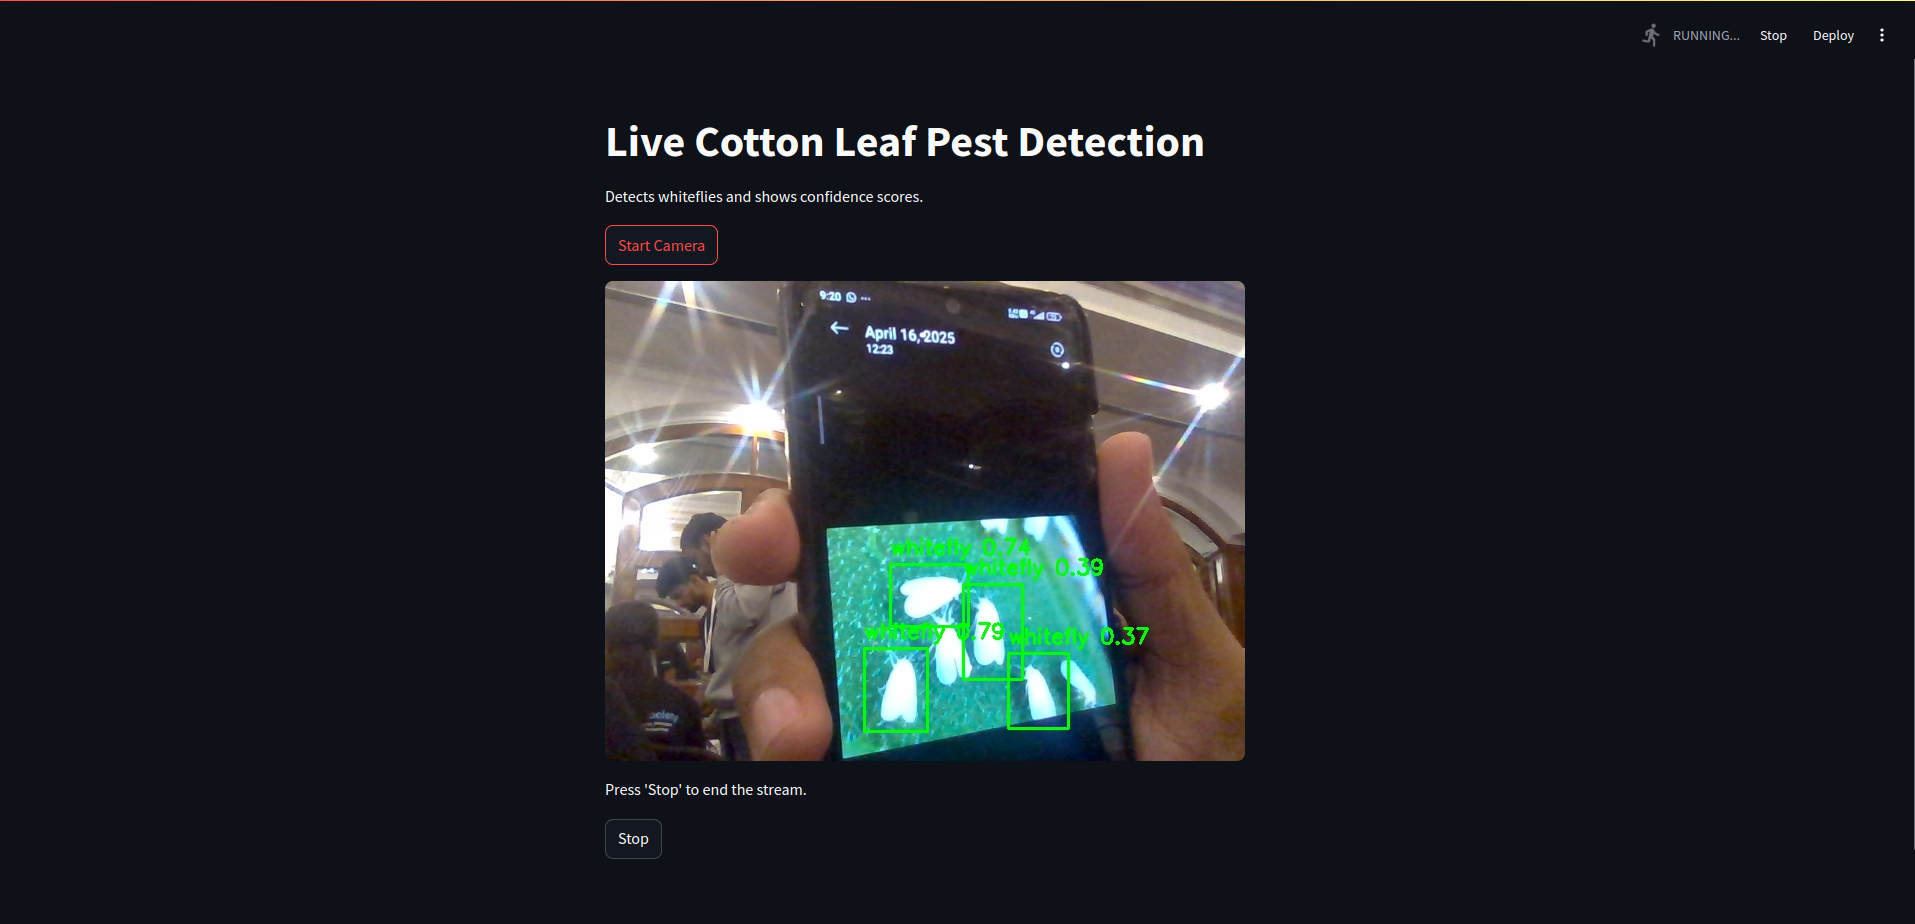 RUNNING...
Stop
Deploy
Live Cotton Leaf Pest Detection
Detects whiteflies and shows confidence scores.
Start Camera
9:20
April 16, 2025
12:23
whitefly 0.74
whitefly 0.39
whitefly 0.79
whitefly 0.37
Press 'Stop' to end the stream.
Stop